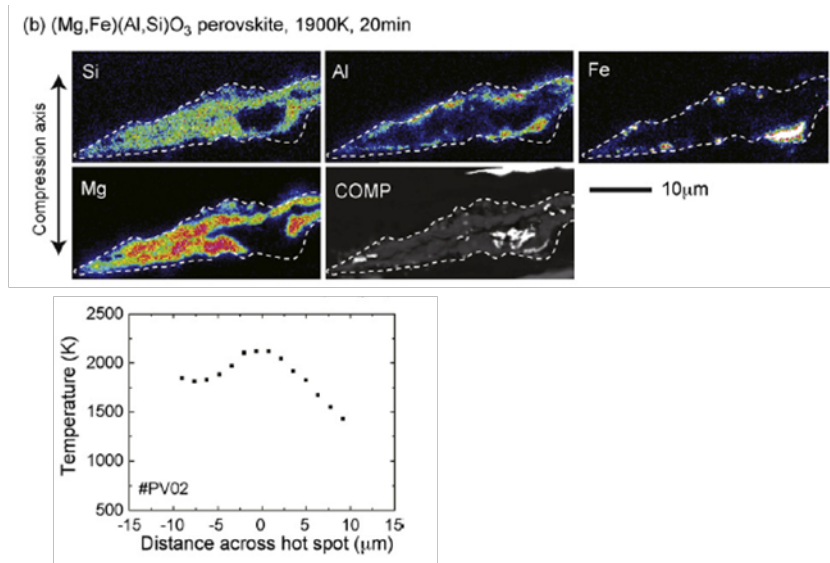 (b) (Mg,Fe)(Al,Si)O₃ perovskite, 1900K, 20min
Compression axis
Si
Al
Fe
Mg
COMP
10μm
Temperature (K)
2500
2000
1500
1000
500
#PV02
-15 -10 -5 0 5 10 15
Distance across hot spot (μm)